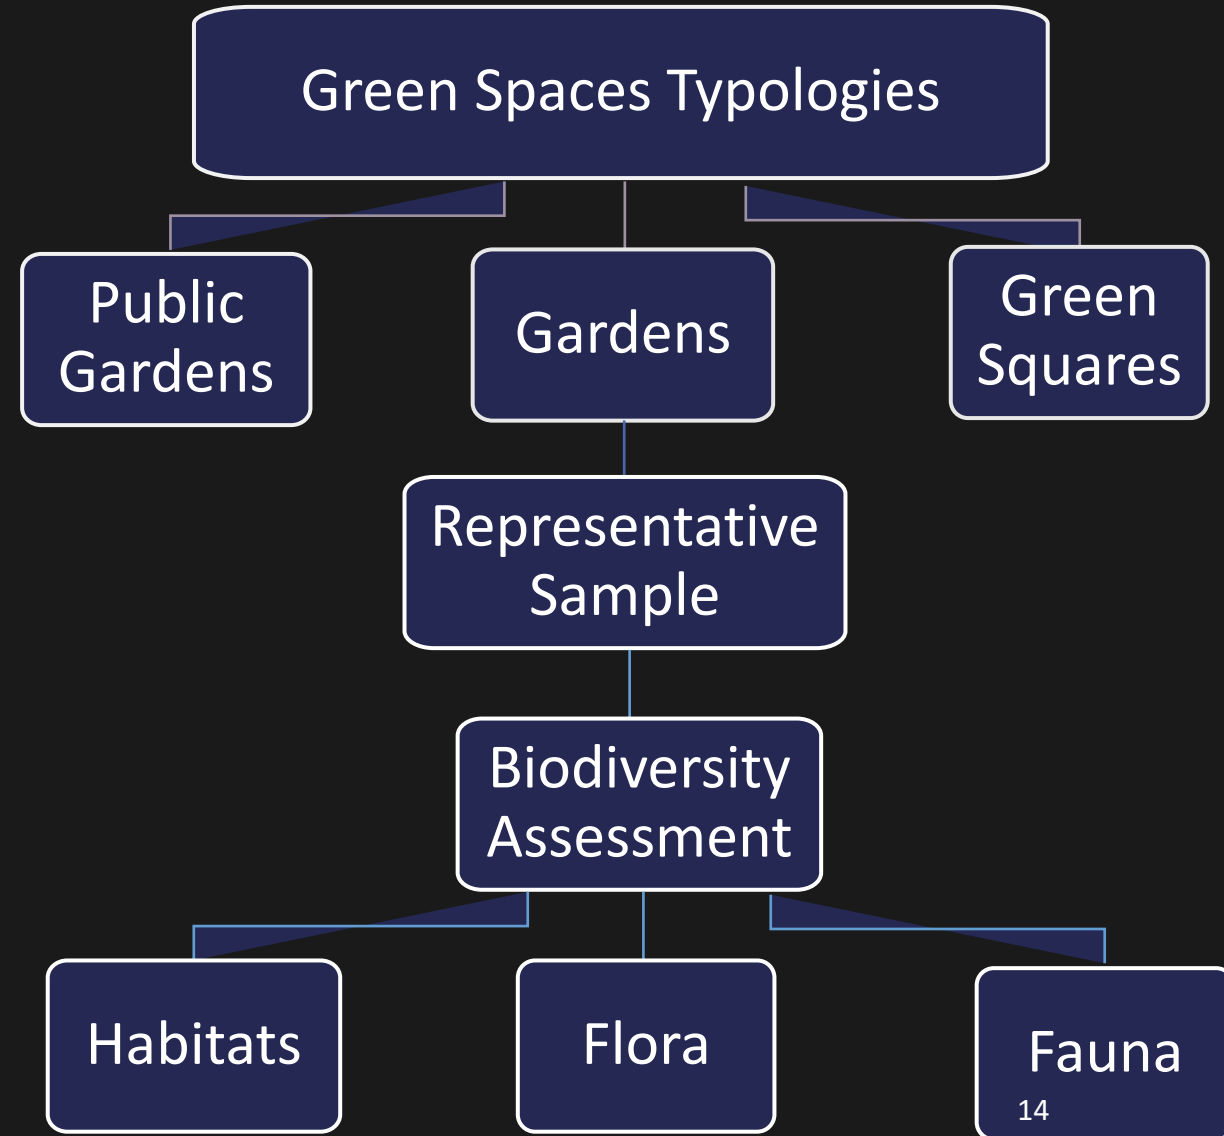 Green Spaces Typologies
Public
Gardens
Gardens
Green
Squares
Representative
Sample
Biodiversity
Assessment
Habitats
Flora
Fauna
14